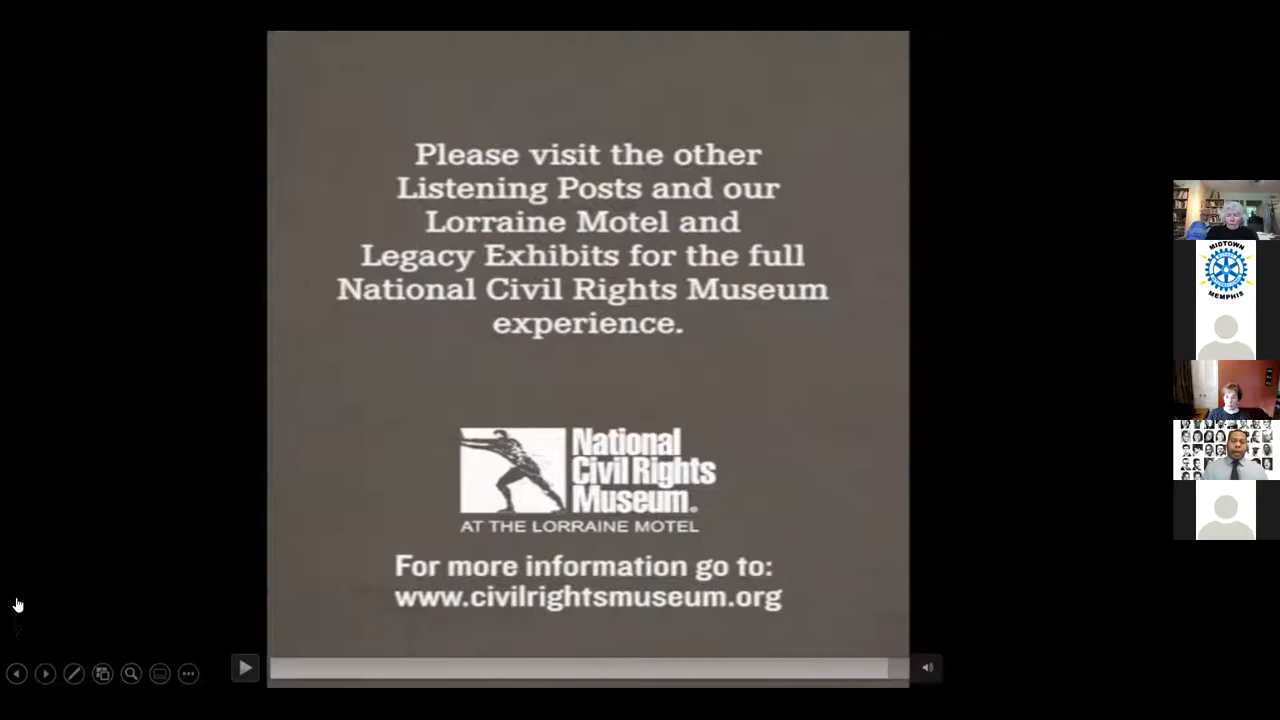 Please visit the other
Listening Posts and our
Lorraine Motel and
Legacy Exhibits for the full
National Civil Rights Museum
experience.
National
Civil Rights
Museum.
AT THE LORRAINE MOTEL
For more information go to:
www.civilrightsmuseum.org
MIDTOWN
MEMPHIS